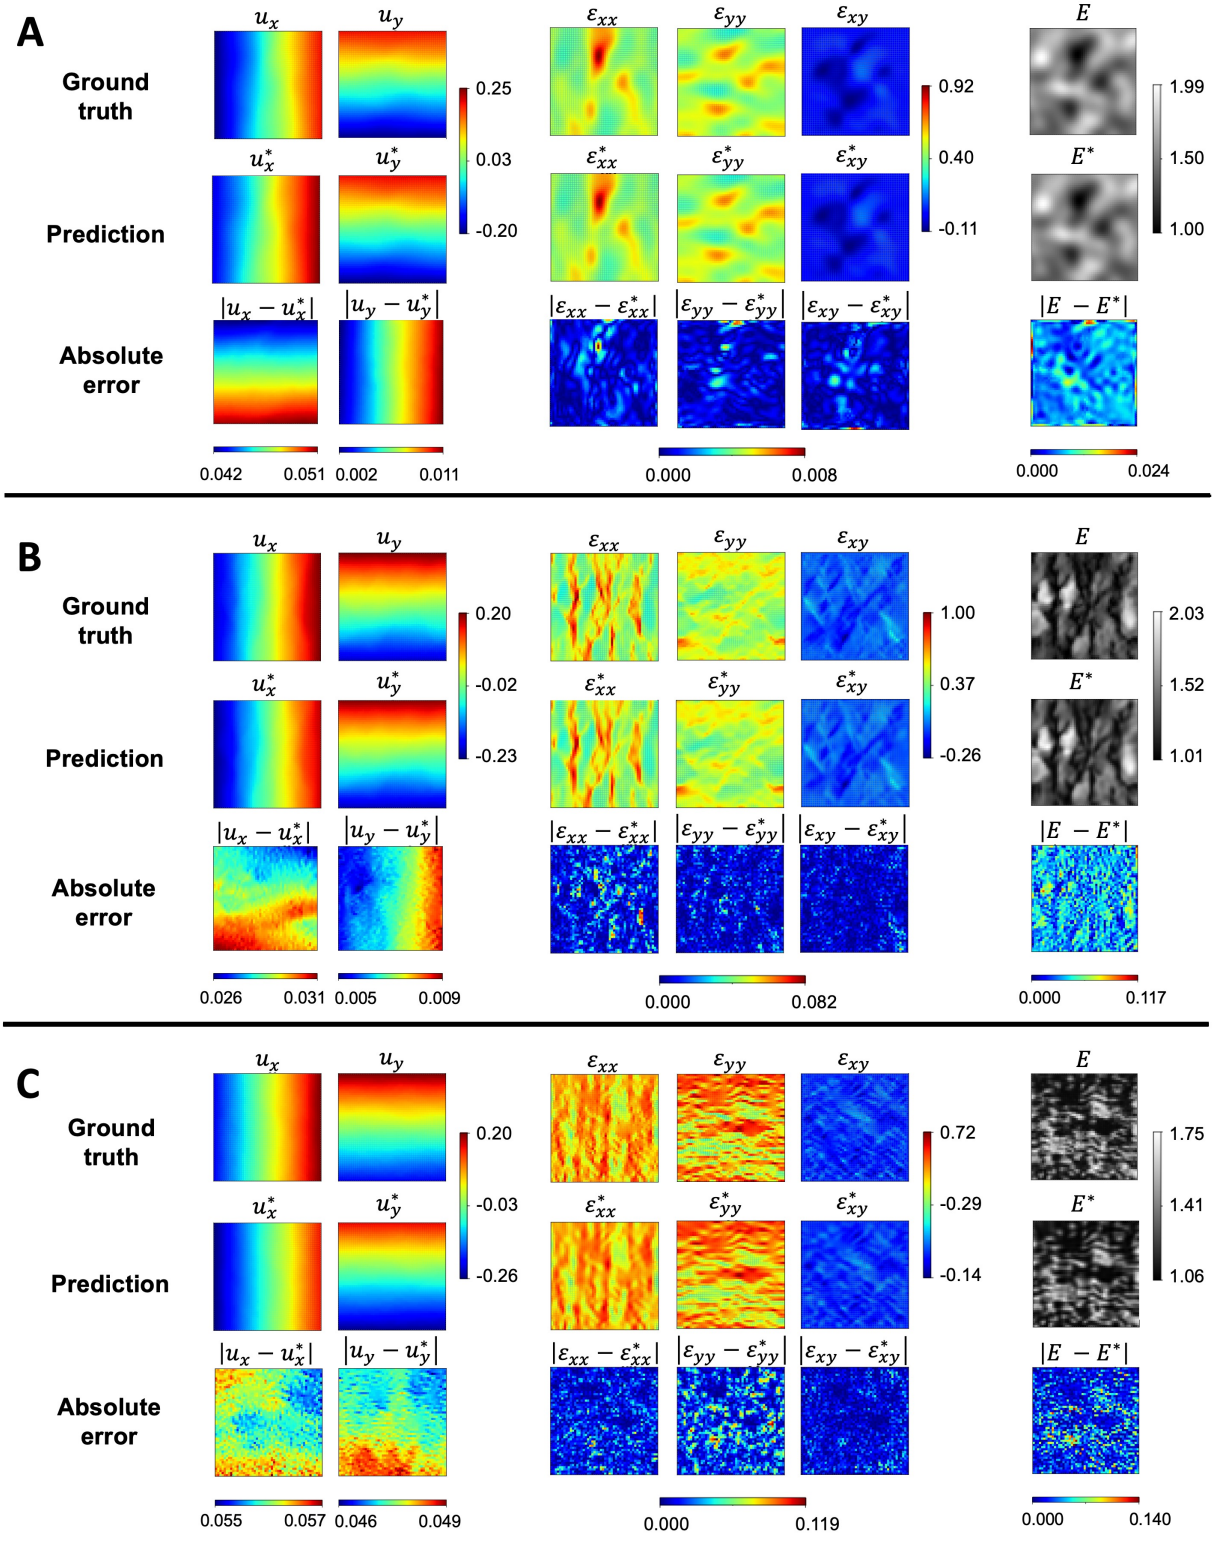 A
u_x u_y ε_xx ε_yy ε_xy E
Ground
truth
0.25
0.03
-0.20
0.92
0.40
-0.11
1.99
1.50
1.00
u*_x u*_y ε*_xx ε*_yy ε*_xy E*
Prediction
|u_x − u*_x| |u_y − u*_y| |ε_xx − ε*_xx| |ε_yy − ε*_yy| |ε_xy − ε*_xy| |E − E*|
Absolute
error
0.042 0.051 0.002 0.011 0.000 0.008 0.000 0.024
B
u_x u_y ε_xx ε_yy ε_xy E
Ground
truth
0.20
-0.02
-0.23
1.00
0.37
-0.26
2.03
1.52
1.01
u*_x u*_y ε*_xx ε*_yy ε*_xy E*
Prediction
|u_x − u*_x| |u_y − u*_y| |ε_xx − ε*_xx| |ε_yy − ε*_yy| |ε_xy − ε*_xy| |E − E*|
Absolute
error
0.026 0.031 0.005 0.009 0.000 0.082 0.000 0.117
C
u_x u_y ε_xx ε_yy ε_xy E
Ground
truth
0.20
-0.03
-0.26
0.72
-0.29
-0.14
1.75
1.41
1.06
u*_x u*_y ε*_xx ε*_yy ε*_xy E*
Prediction
|u_x − u*_x| |u_y − u*_y| |ε_xx − ε*_xx| |ε_yy − ε*_yy| |ε_xy − ε*_xy| |E − E*|
Absolute
error
0.055 0.057 0.046 0.049 0.000 0.119 0.000 0.140